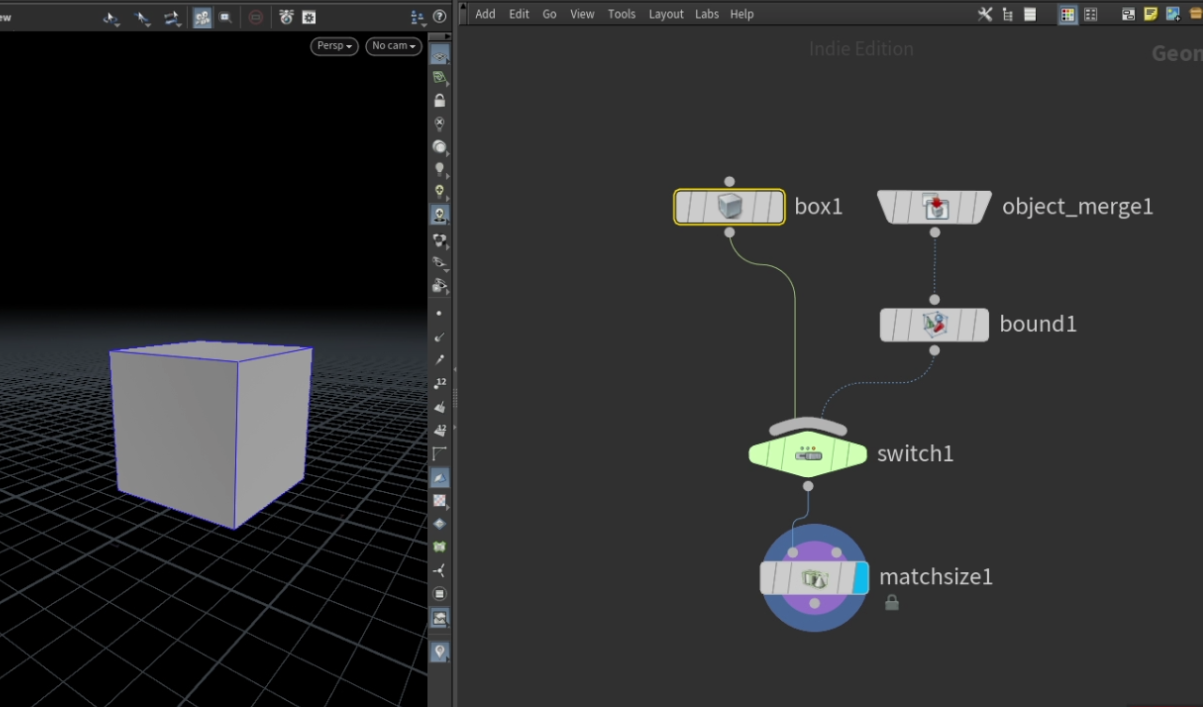 ew
Add Edit Go View Tools Layout Labs Help
Persp No cam
Indie Edition
Geon
box1
object_merge1
bound1
12
12
switch1
matchsize1